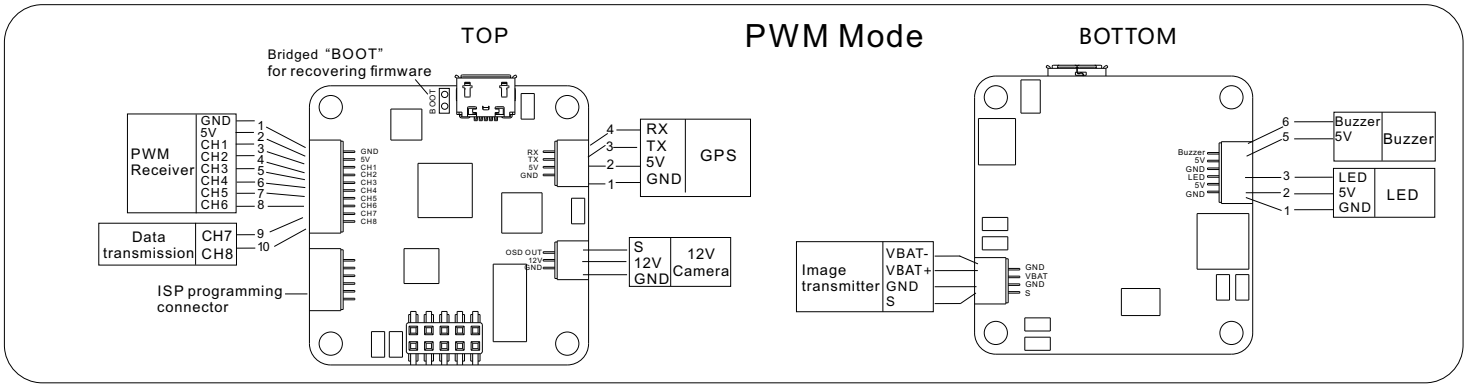 TOP
PWM Mode
BOTTOM
Bridged “BOOT”
for recovering firmware
BOOT
PWM
Receiver
GND
5V
CH1
CH2
CH3
CH4
CH5
CH6
1
2
3
4
5
6
7
8
Data
transmission
CH7
CH8
9
10
ISP programming
connector
GND
5V
CH1
CH2
CH3
CH4
CH5
CH6
CH7
CH8
RX
TX
5V
GND
4
3
2
1
RX
TX
5V
GND
GPS
OSD OUT
12V
GND
S
12V
GND
12V
Camera
Image
transmitter
VBAT-
VBAT+
GND
S
GND
VBAT
GND
S
Buzzer
5V
GND
LED
5V
GND
6
5
Buzzer
5V
Buzzer
3
2
1
LED
5V
GND
LED